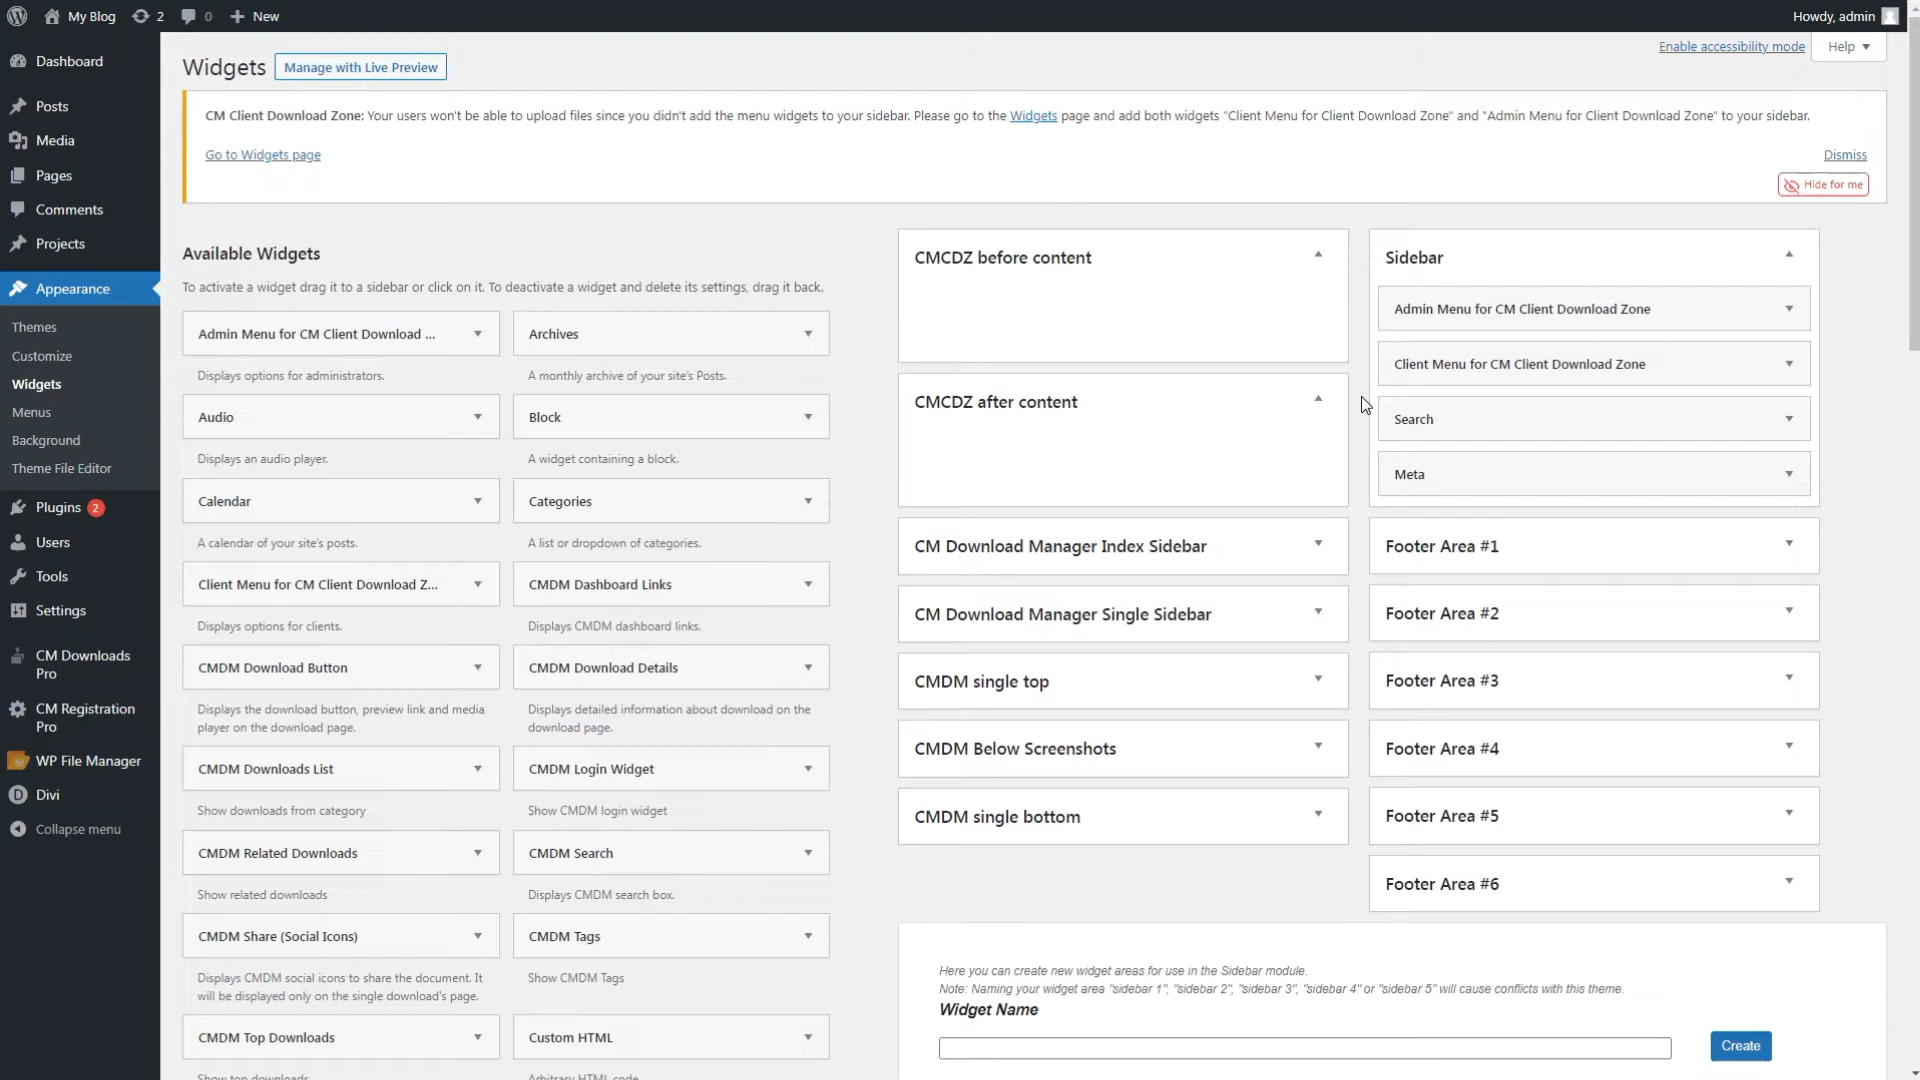 My Blog
2
0
New
Howdy, admin
Dashboard
Posts
Media
Pages
Comments
Projects
Appearance
Themes
Customize
Widgets
Menus
Background
Theme File Editor
Plugins 2
Users
Tools
Settings
CM Downloads
Pro
CM Registration
Pro
WP File Manager
Divi
Collapse menu
Enable accessibility mode
Help
Widgets
Manage with Live Preview
CM Client Download Zone: Your users won't be able to upload files since you didn't add the menu widgets to your sidebar. Please go to the Widgets page and add both widgets "Client Menu for Client Download Zone" and "Admin Menu for Client Download Zone" to your sidebar.
Go to Widgets page
Dismiss
Hide for me
Available Widgets
To activate a widget drag it to a sidebar or click on it. To deactivate a widget and delete its settings, drag it back.
Admin Menu for CM Client Download ...
Archives
Displays options for administrators.
A monthly archive of your site's Posts.
Audio
Block
Displays an audio player.
A widget containing a block.
Calendar
Categories
A calendar of your site's posts.
A list or dropdown of categories.
Client Menu for CM Client Download Z...
CMDM Dashboard Links
Displays options for clients.
Displays CMDM dashboard links.
CMDM Download Button
CMDM Download Details
Displays the download button, preview link and media
player on the download page.
Displays detailed information about download on the
download page.
CMDM Downloads List
CMDM Login Widget
Show downloads from category
Show CMDM login widget
CMDM Related Downloads
CMDM Search
Show related downloads
Displays CMDM search box.
CMDM Share (Social Icons)
CMDM Tags
Displays CMDM social icons to share the document. It
will be displayed only on the single download's page.
Show CMDM Tags
CMDM Top Downloads
Custom HTML
Show top downloads
Arbitrary HTML code
CMCDZ before content
CMCDZ after content
CM Download Manager Index Sidebar
CM Download Manager Single Sidebar
CMDM single top
CMDM Below Screenshots
CMDM single bottom
Sidebar
Admin Menu for CM Client Download Zone
Client Menu for CM Client Download Zone
Search
Meta
Footer Area #1
Footer Area #2
Footer Area #3
Footer Area #4
Footer Area #5
Footer Area #6
Here you can create new widget areas for use in the Sidebar module.
Note: Naming your widget area "sidebar 1", "sidebar 2", "sidebar 3", "sidebar 4" or "sidebar 5" will cause conflicts with this theme.
Widget Name
Create